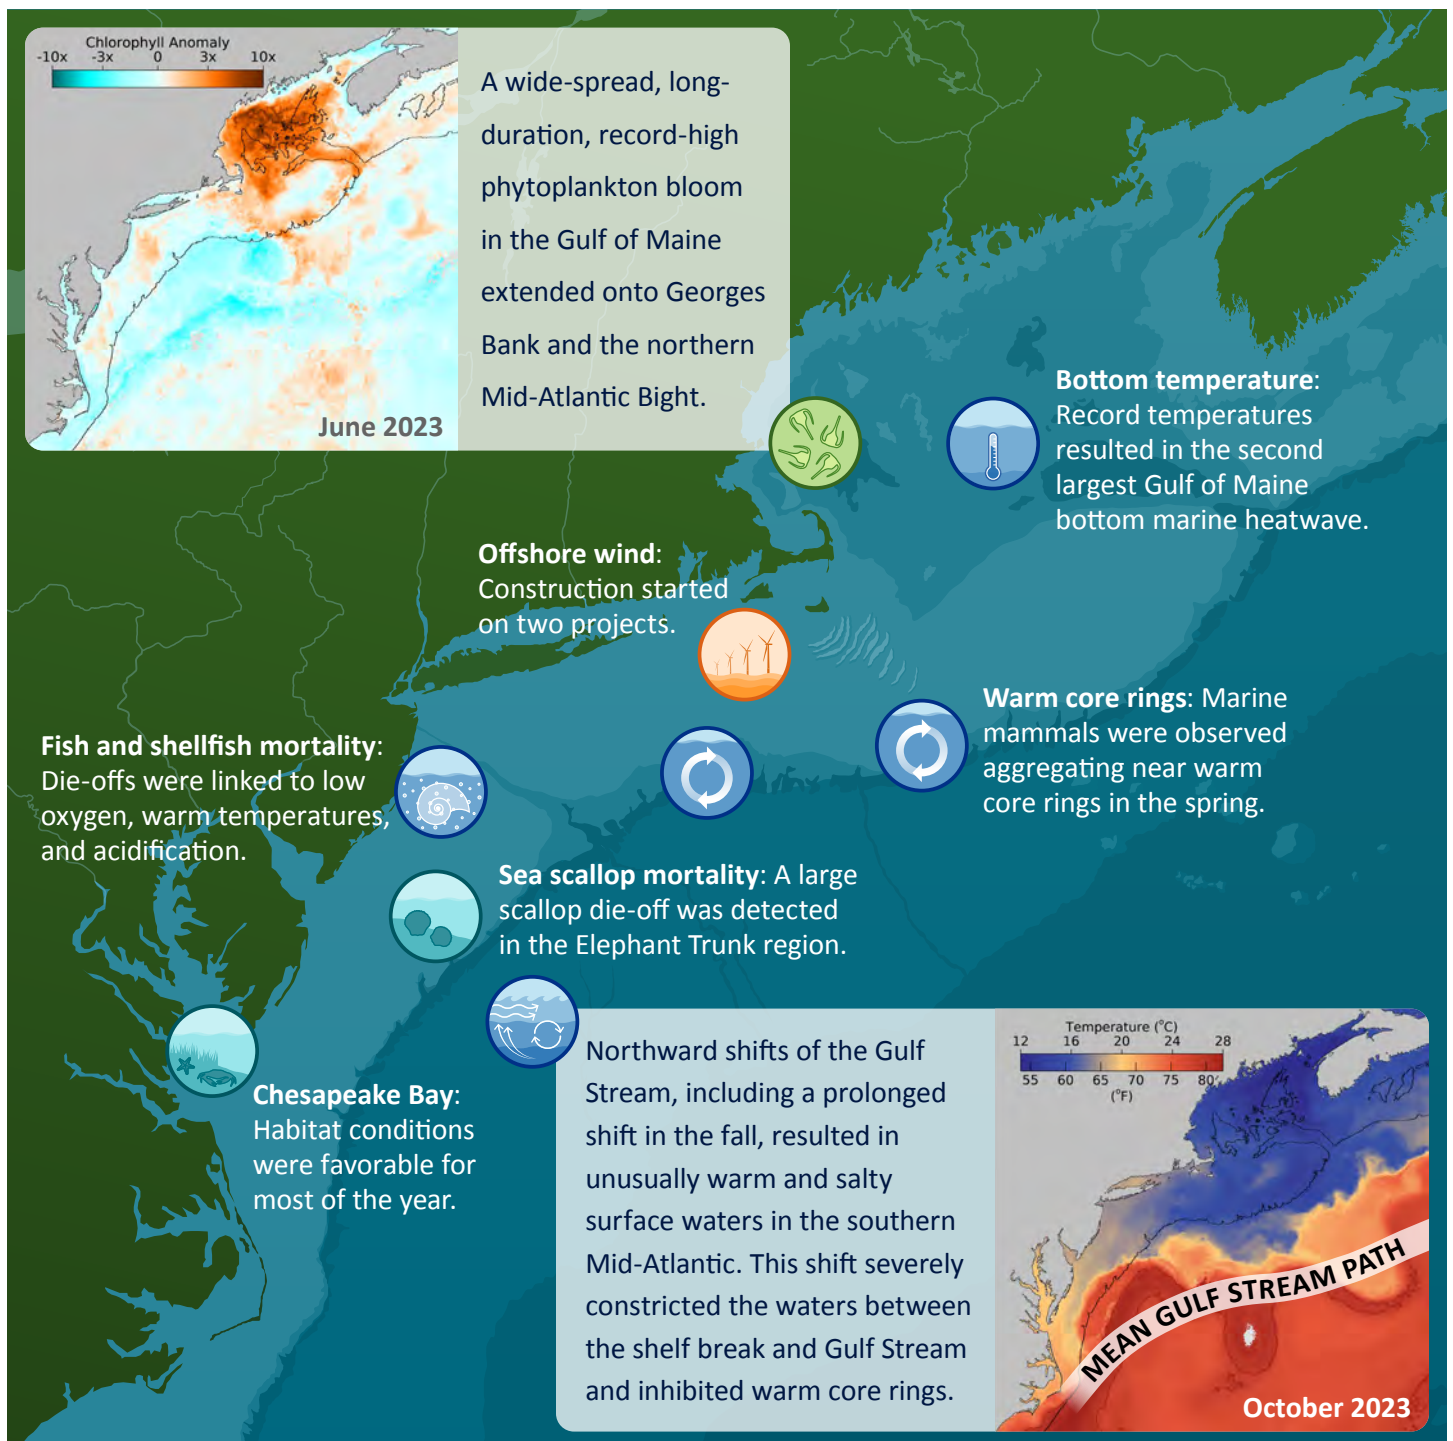 Chlorophyll Anomaly
-10x -3x 0 3x 10x
June 2023
A wide-spread, long-
duration, record-high
phytoplankton bloom
in the Gulf of Maine
extended onto Georges
Bank and the northern
Mid-Atlantic Bight.
Bottom temperature:
Record temperatures
resulted in the second
largest Gulf of Maine
bottom marine heatwave.
Offshore wind:
Construction started
on two projects.
Warm core rings: Marine
mammals were observed
aggregating near warm
core rings in the spring.
Fish and shellfish mortality:
Die-offs were linked to low
oxygen, warm temperatures,
and acidification.
Sea scallop mortality: A large
scallop die-off was detected
in the Elephant Trunk region.
Chesapeake Bay:
Habitat conditions
were favorable for
most of the year.
Northward shifts of the Gulf
Stream, including a prolonged
shift in the fall, resulted in
unusually warm and salty
surface waters in the southern
Mid-Atlantic. This shift severely
constricted the waters between
the shelf break and Gulf Stream
and inhibited warm core rings.
Temperature (°C)
12 16 20 24 28
55 60 65 70 75 80
(°F)
MEAN GULF STREAM PATH
October 2023